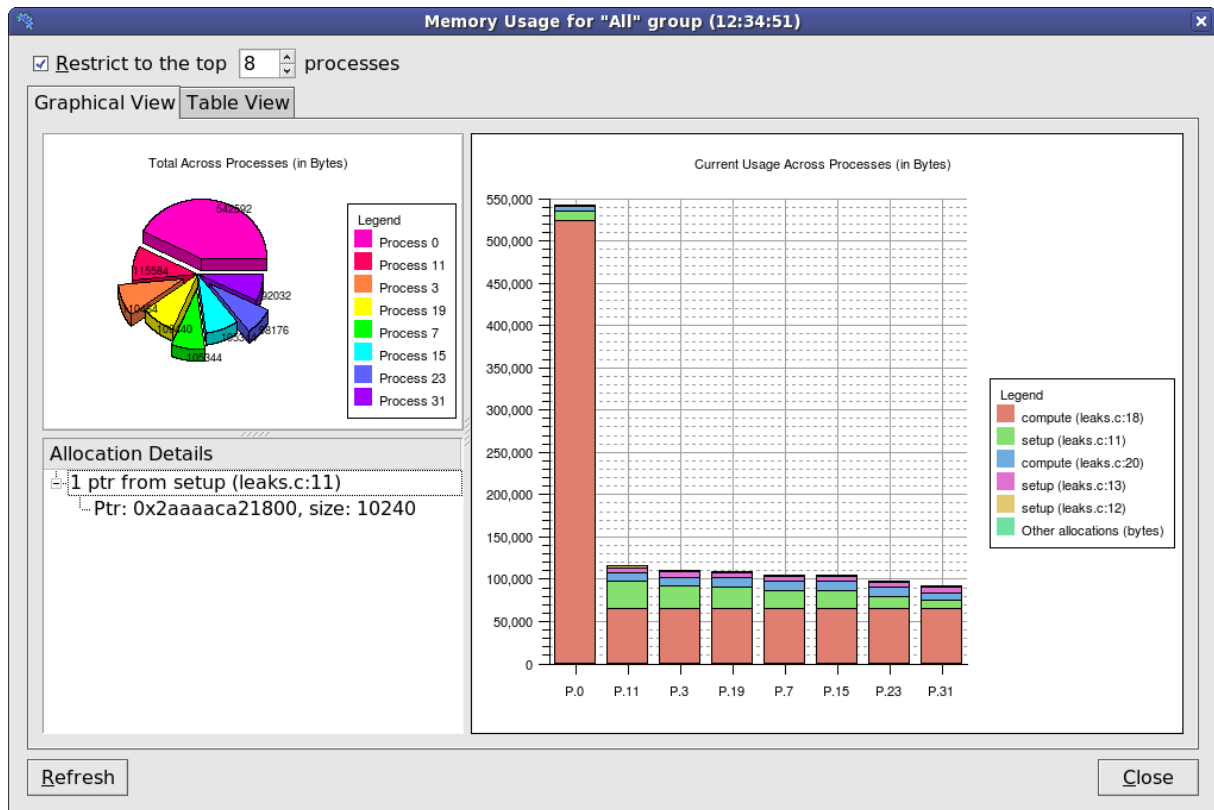 Memory Usage for "All" group (12:34:51)
Restrict to the top 8 processes
Graphical View Table View
Total Across Processes (in Bytes)
542592
115584
109440
105344
98176
92032
Legend
Process 0
Process 11
Process 3
Process 19
Process 7
Process 15
Process 23
Process 31
Allocation Details
1 ptr from setup (leaks.c:11)
Ptr: 0x2aaaaca21800, size: 10240
Current Usage Across Processes (in Bytes)
550,000
500,000
450,000
400,000
350,000
300,000
250,000
200,000
150,000
100,000
50,000
0
P.0 P.11 P.3 P.19 P.7 P.15 P.23 P.31
Legend
compute (leaks.c:18)
setup (leaks.c:11)
compute (leaks.c:20)
setup (leaks.c:13)
setup (leaks.c:12)
Other allocations (bytes)
Refresh
Close